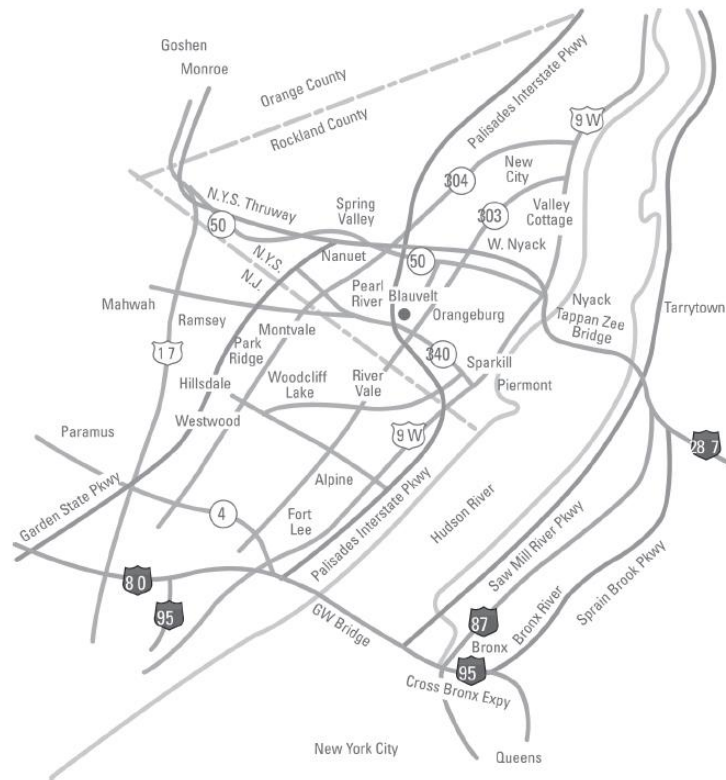 Goshen
Monroe
Orange County
Rockland County
Palisades Interstate Pkwy
9 W
304
New
City
N.Y.S. Thruway
Spring
Valley
303
Valley
Cottage
50
W. Nyack
N.Y.S.
N.J.
Nanuet
50
Mahwah
Ramsey
Pearl
River
Blauvelt
Orangeburg
Nyack
Tappan Zee
Bridge
Tarrytown
Montvale
17
Park
Ridge
340
Sparkill
Piermont
Hillsdale
Woodcliff
Lake
River
Vale
Westwood
Paramus
9 W
28 7
Alpine
Garden State Pkwy
4
Fort
Lee
Palisades Interstate Pkwy
Hudson River
Saw Mill River Pkwy
80
95
GW Bridge
87
Bronx
Bronx River
Sprain Brook Pkwy
95
Cross Bronx Expy
New York City
Queens